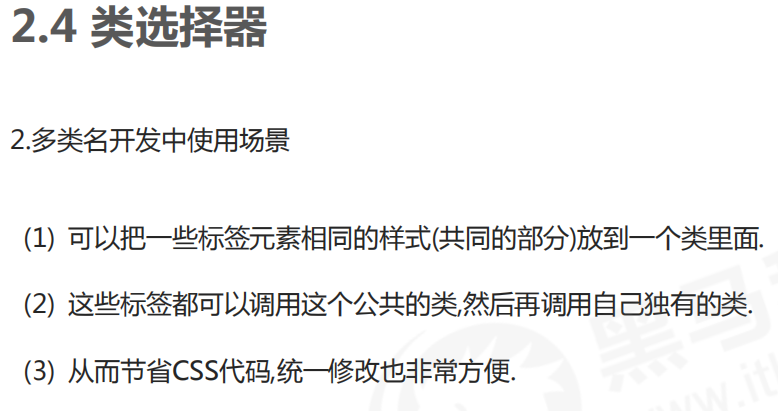 2.4 类选择器
2.多类名开发中使用场景
(1) 可以把一些标签元素相同的样式(共同的部分)放到一个类里面.
(2) 这些标签都可以调用这个公共的类,然后再调用自己独有的类.
(3) 从而节省CSS代码,统一修改也非常方便.
黑马
www.it